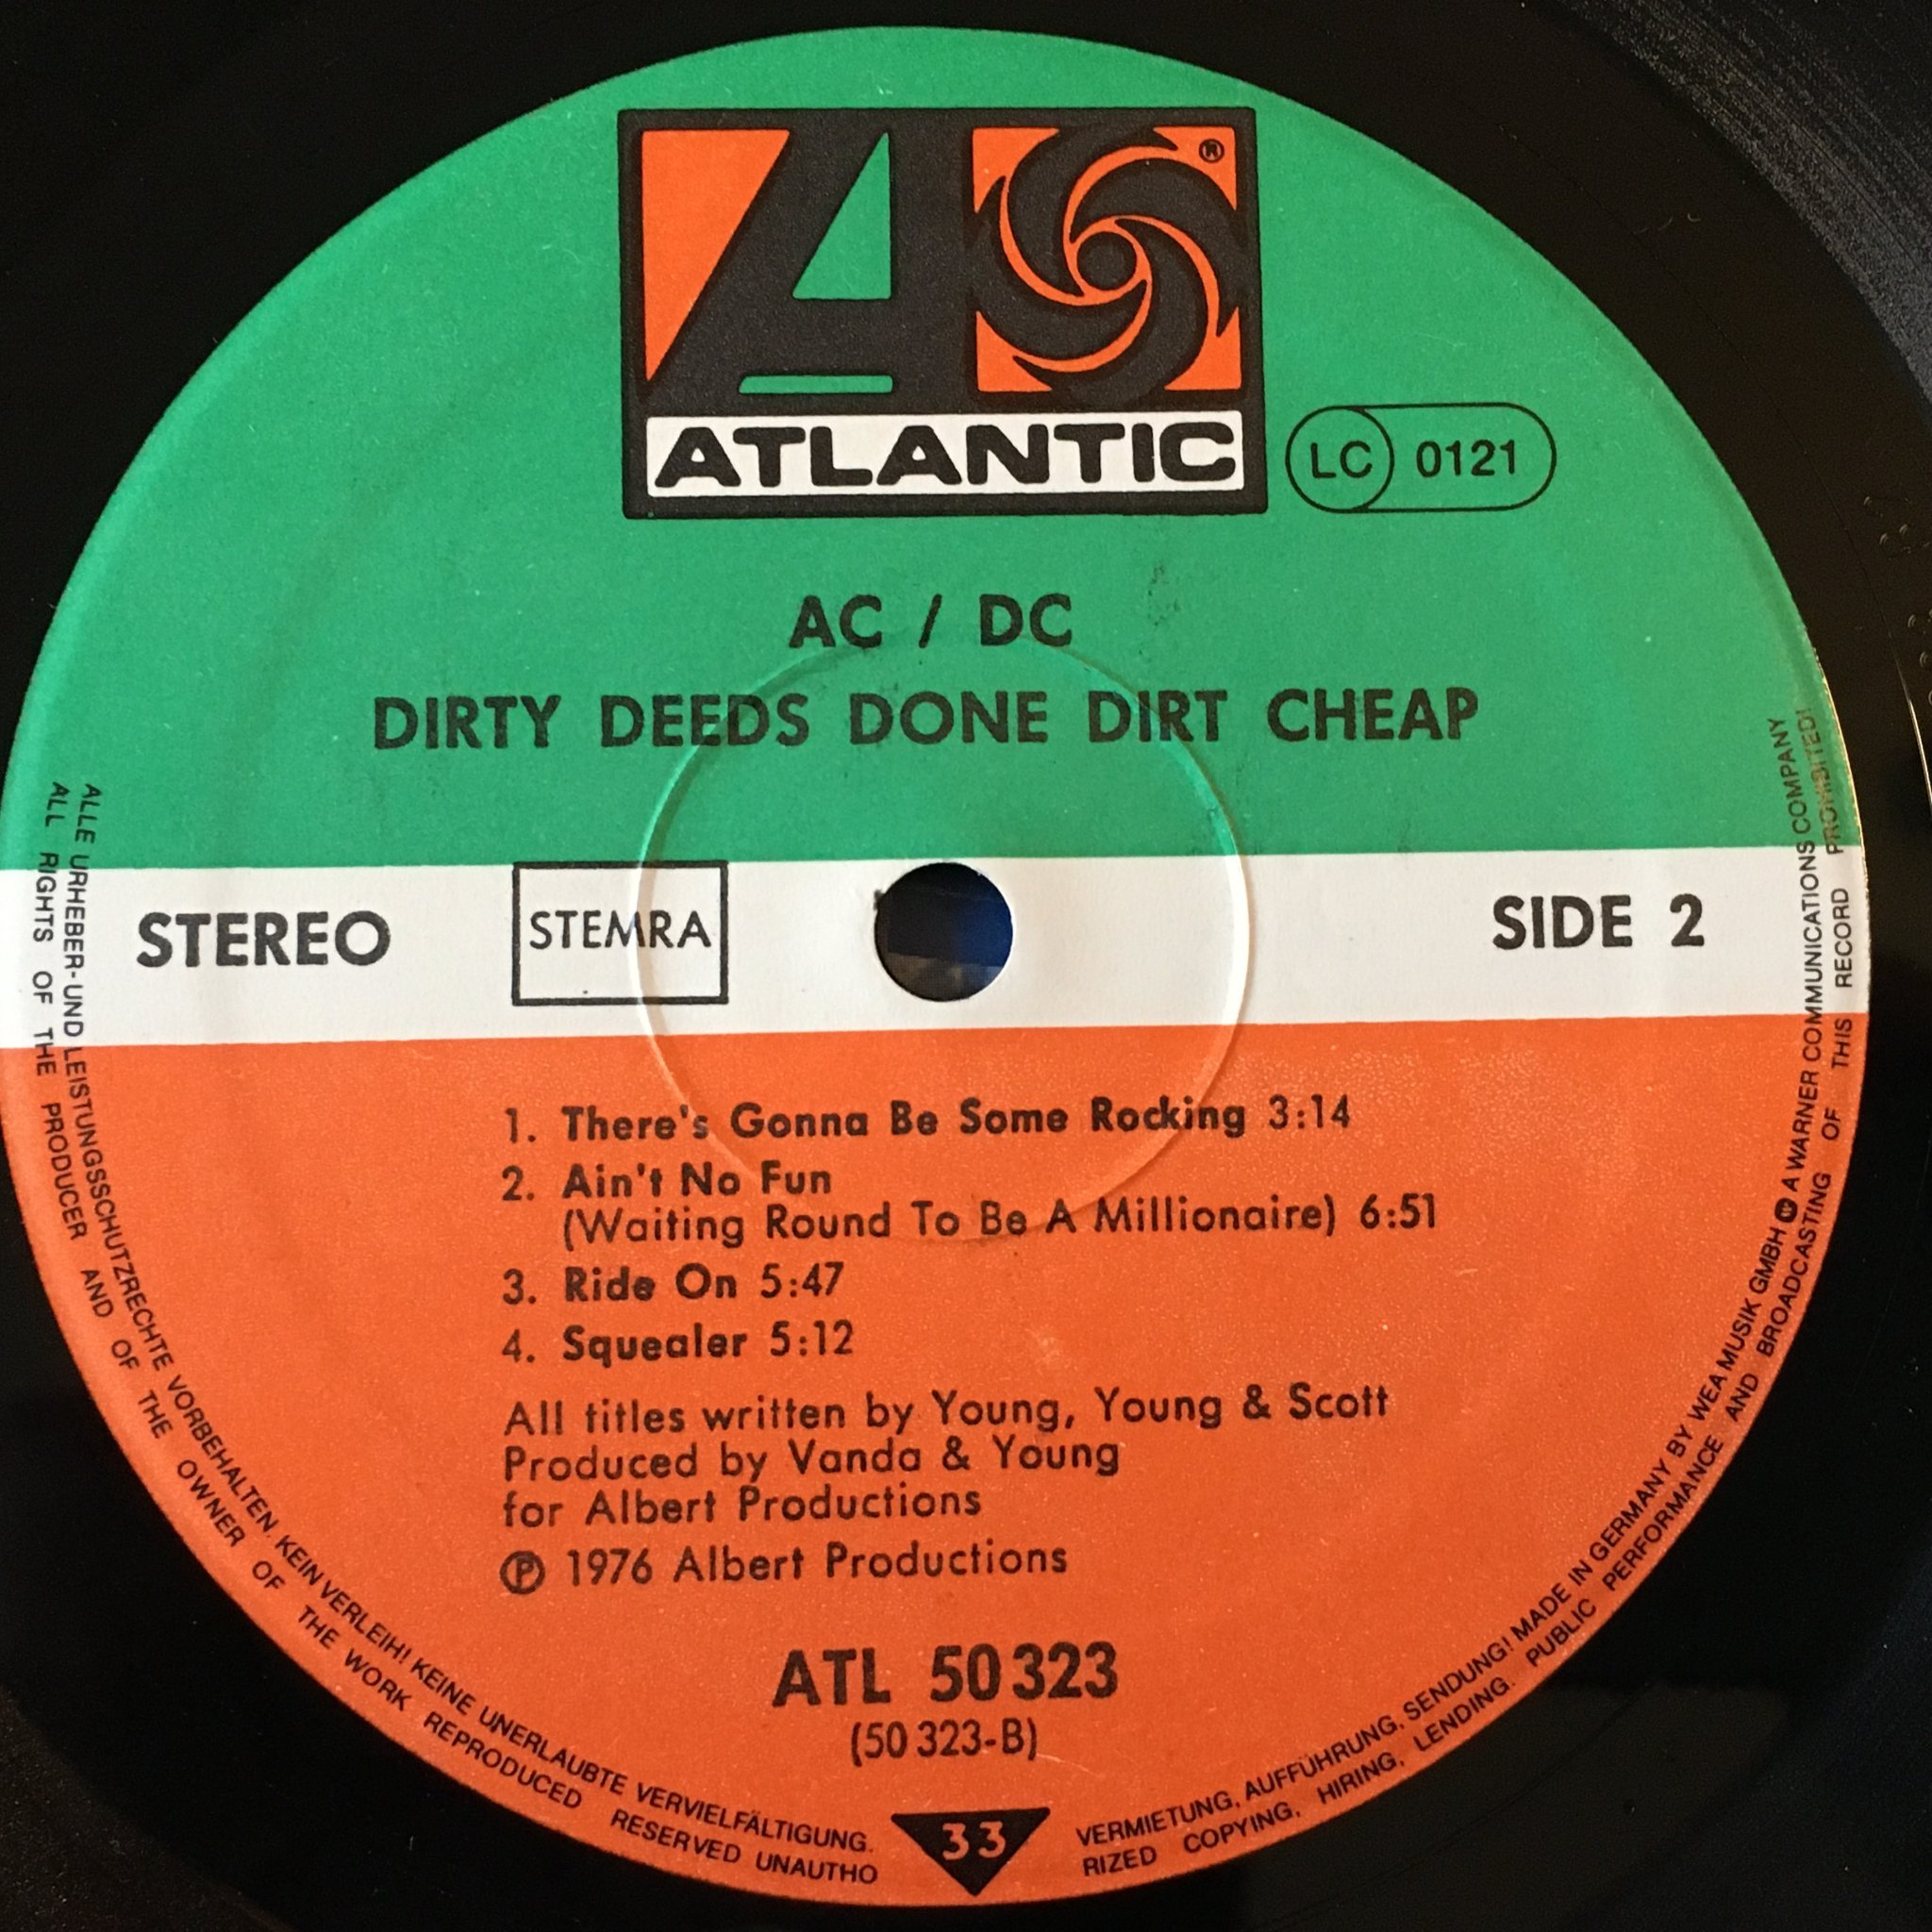 ®
ATLANTIC
LC 0121
AC / DC
DIRTY DEEDS DONE DIRT CHEAP
STEREO
STEMRA
SIDE 2
1. There's Gonna Be Some Rocking 3:14
2. Ain't No Fun
(Waiting Round To Be A Millionaire) 6:51
3. Ride On 5:47
4. Squealer 5:12
All titles written by Young, Young & Scott
Produced by Vanda & Young
for Albert Productions
℗ 1976 Albert Productions
ATL 50 323
(50 323-B)
33
ALLE URHEBER-UND LEISTUNGSSCHUTZRECHTE VORBEHALTEN. KEIN VERLEIH! KEINE UNERLAUBTE VERVIELFÄLTIGUNG. VERMIETUNG, AUFFÜHRUNG, SENDUNG! MADE IN GERMANY BY WEA MUSIK GMBH A WARNER COMMUNICATIONS COMPANY
ALL RIGHTS OF THE PRODUCER AND OF THE OWNER OF THE WORK REPRODUCED RESERVED UNAUTHO RIZED COPYING, HIRING, LENDING. PUBLIC PERFORMANCE AND BROADCASTING OF THIS RECORD PROHIBITED!